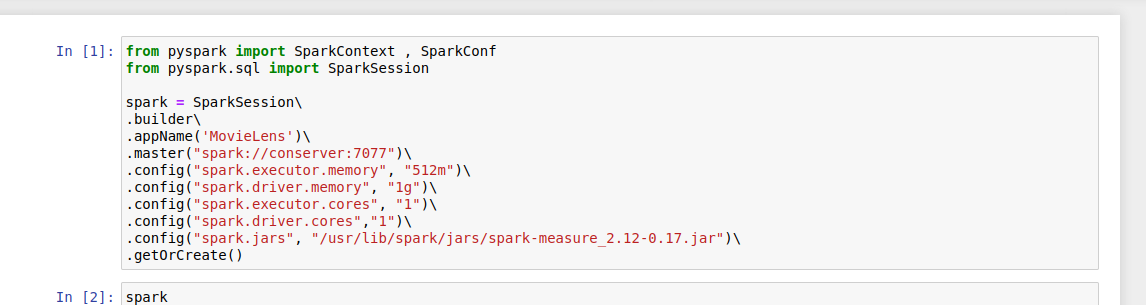 In [1]: from pyspark import SparkContext , SparkConf
from pyspark.sql import SparkSession
spark = SparkSession\
.builder\
.appName('MovieLens')\
.master("spark://conserver:7077")\
.config("spark.executor.memory", "512m")\
.config("spark.driver.memory", "1g")\
.config("spark.executor.cores", "1")\
.config("spark.driver.cores","1")\
.config("spark.jars", "/usr/lib/spark/jars/spark-measure_2.12-0.17.jar")\
.getOrCreate()
In [2]: spark